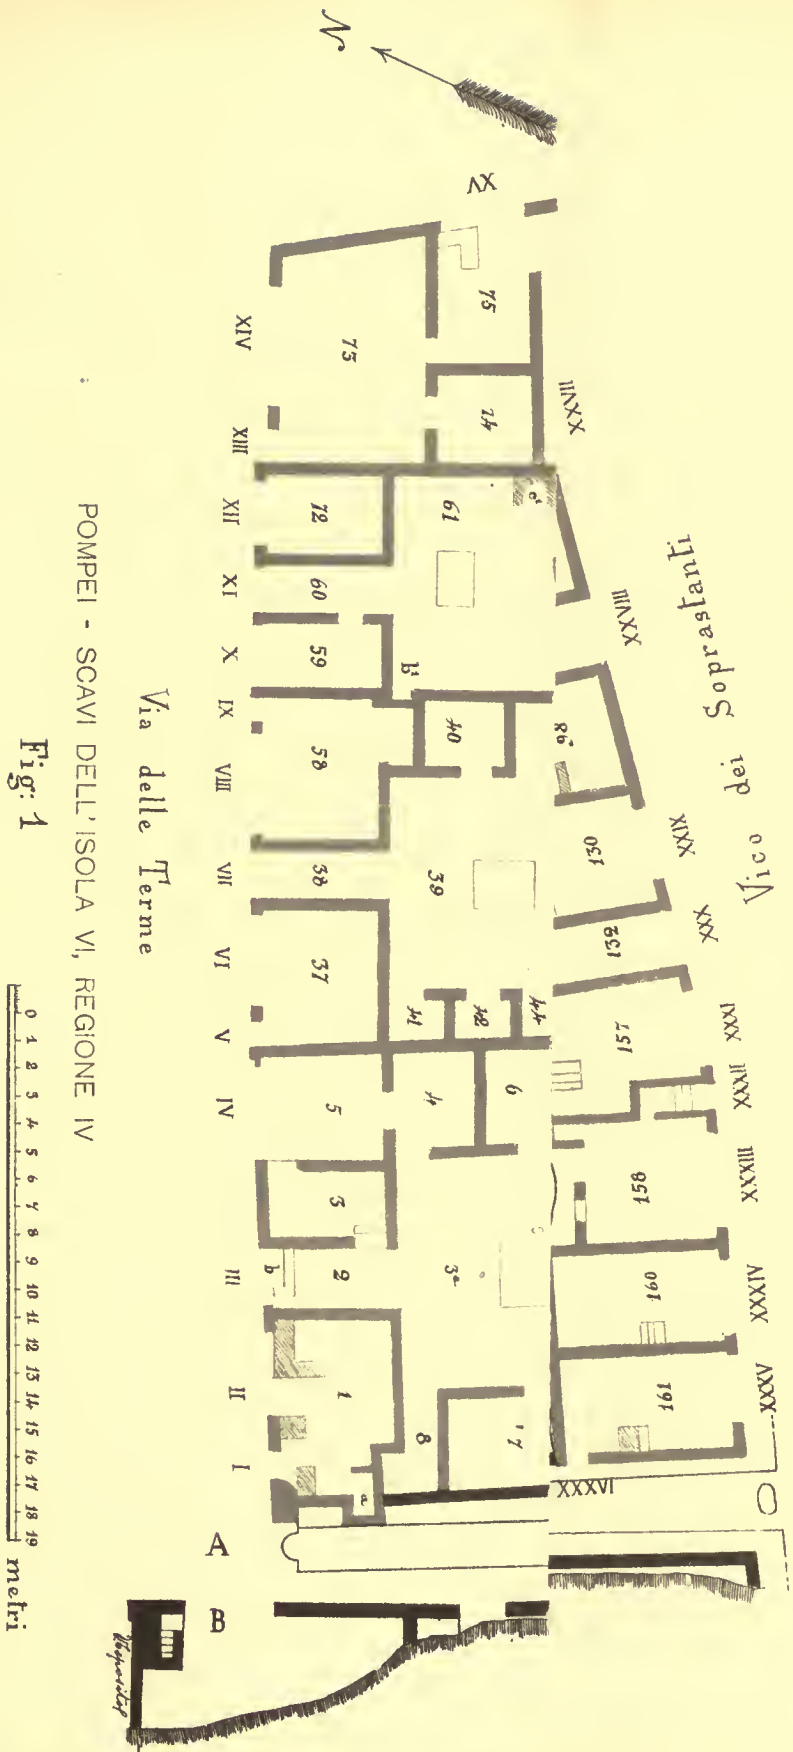 N
XV
75
73
74
XIV
XIII
XXVII
72
61
a'
XII
60
XI
XXVIII
59
b'
X
IX
58
40
86a
VIII
XXIX
130
38
39
VII
XXX
132
37
VI
41
42
44
V
157
XXXI
5
4
6
IV
XXXII
158
XXXIII
3
2
3a
b
III
160
XXXIV
1
8
7
II
161
XXXV
I
a
XXXVI
A
B
Vico dei Soprastanti
Via delle Terme
POMPEI - SCAVI DELL' ISOLA VI, REGIONE IV
Fig: 1
0 1 2 3 4 5 6 7 8 9 10 11 12 13 14 15 16 17 18 19 metri